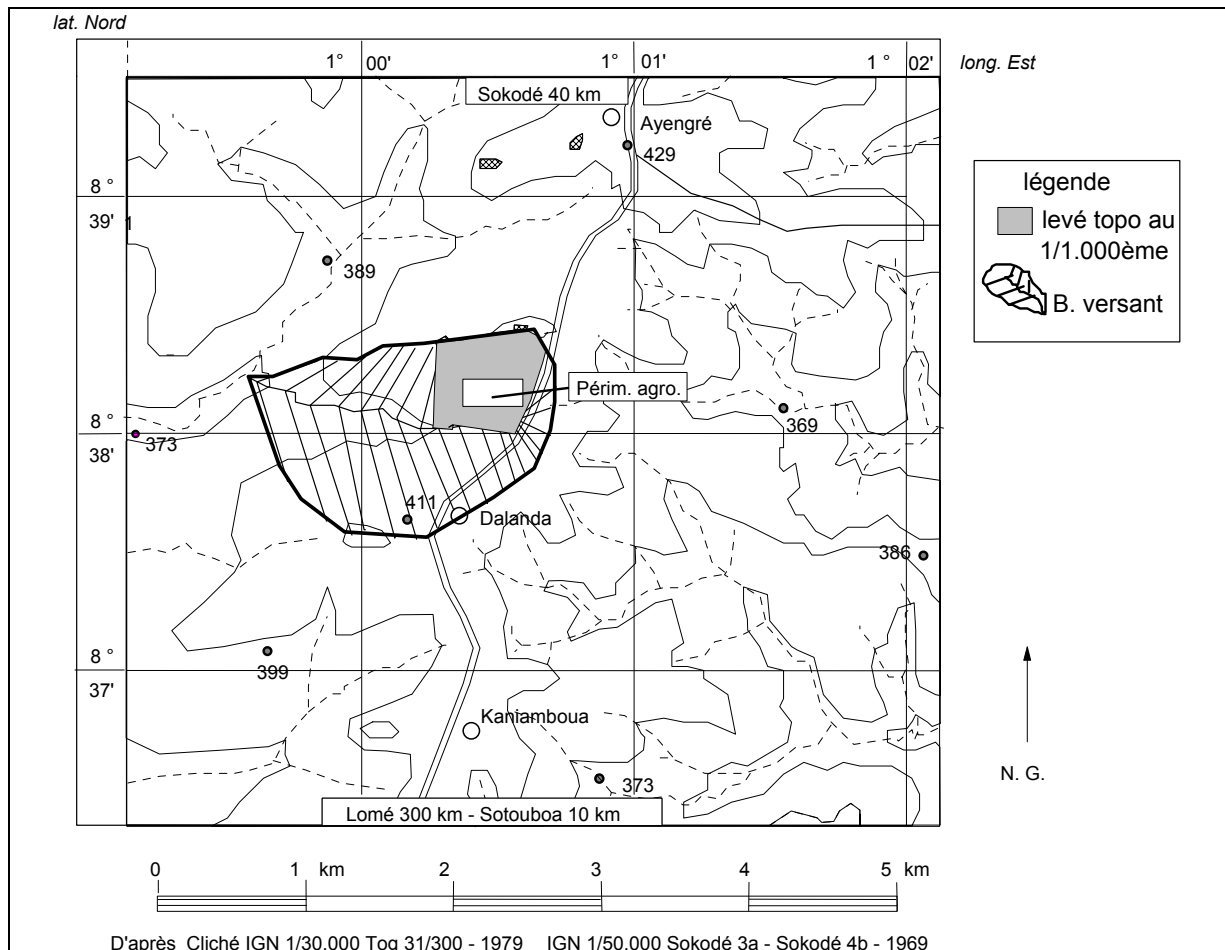 lat. Nord
1 ° 00' 1 ° 01' 1 ° 02' long. Est
Sokodé 40 km
Ayengré
429
8 °
39'
1
389
légende
levé topo au
1/1.000ème
B. versant
Périm. agro.
369
8 °
38'
373
411
Dalanda
386
8 °
37'
399
Kaniamboua
373
N. G.
Lomé 300 km - Sotouboa 10 km
0 1 km 2 3 4 5 km
D'après Cliché IGN 1/30.000 Tog 31/300 - 1979 IGN 1/50.000 Sokodé 3a - Sokodé 4b - 1969